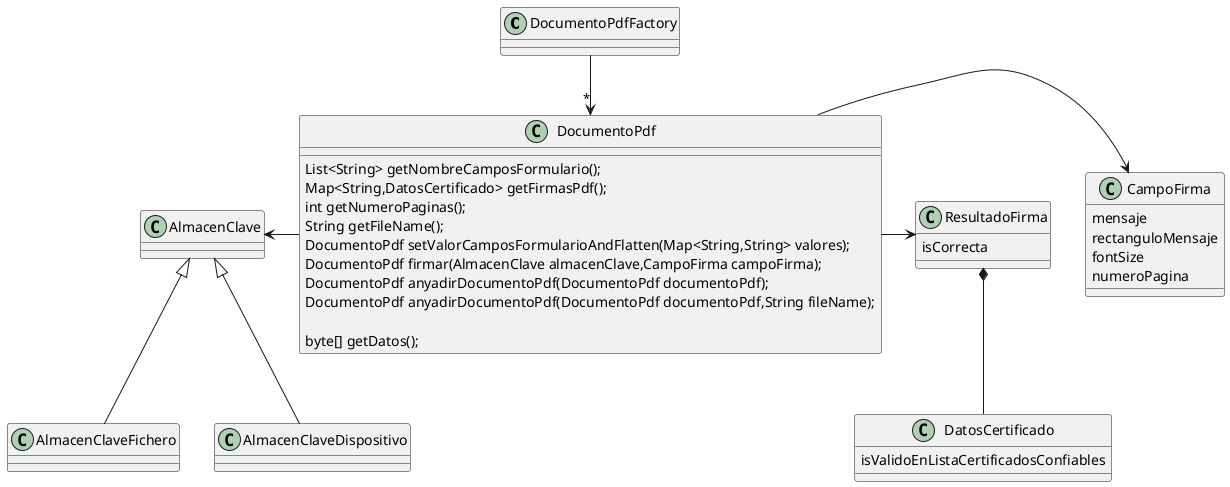 C DocumentoPdfFactory
*
C DocumentoPdf
List<String> getNombreCamposFormulario();
Map<String,DatosCertificado> getFirmasPdf();
int getNumeroPaginas();
String getFileName();
DocumentoPdf setValorCamposFormularioAndFlatten(Map<String,String> valores);
DocumentoPdf firmar(AlmacenClave almacenClave,CampoFirma campoFirma);
DocumentoPdf anyadirDocumentoPdf(DocumentoPdf documentoPdf);
DocumentoPdf anyadirDocumentoPdf(DocumentoPdf documentoPdf,String fileName);
byte[] getDatos();
C AlmacenClave
C ResultadoFirma
isCorrecta
C CampoFirma
mensaje
rectanguloMensaje
fontSize
numeroPagina
C AlmacenClaveFichero
C AlmacenClaveDispositivo
C DatosCertificado
isValidoEnListaCertificadosConfiables